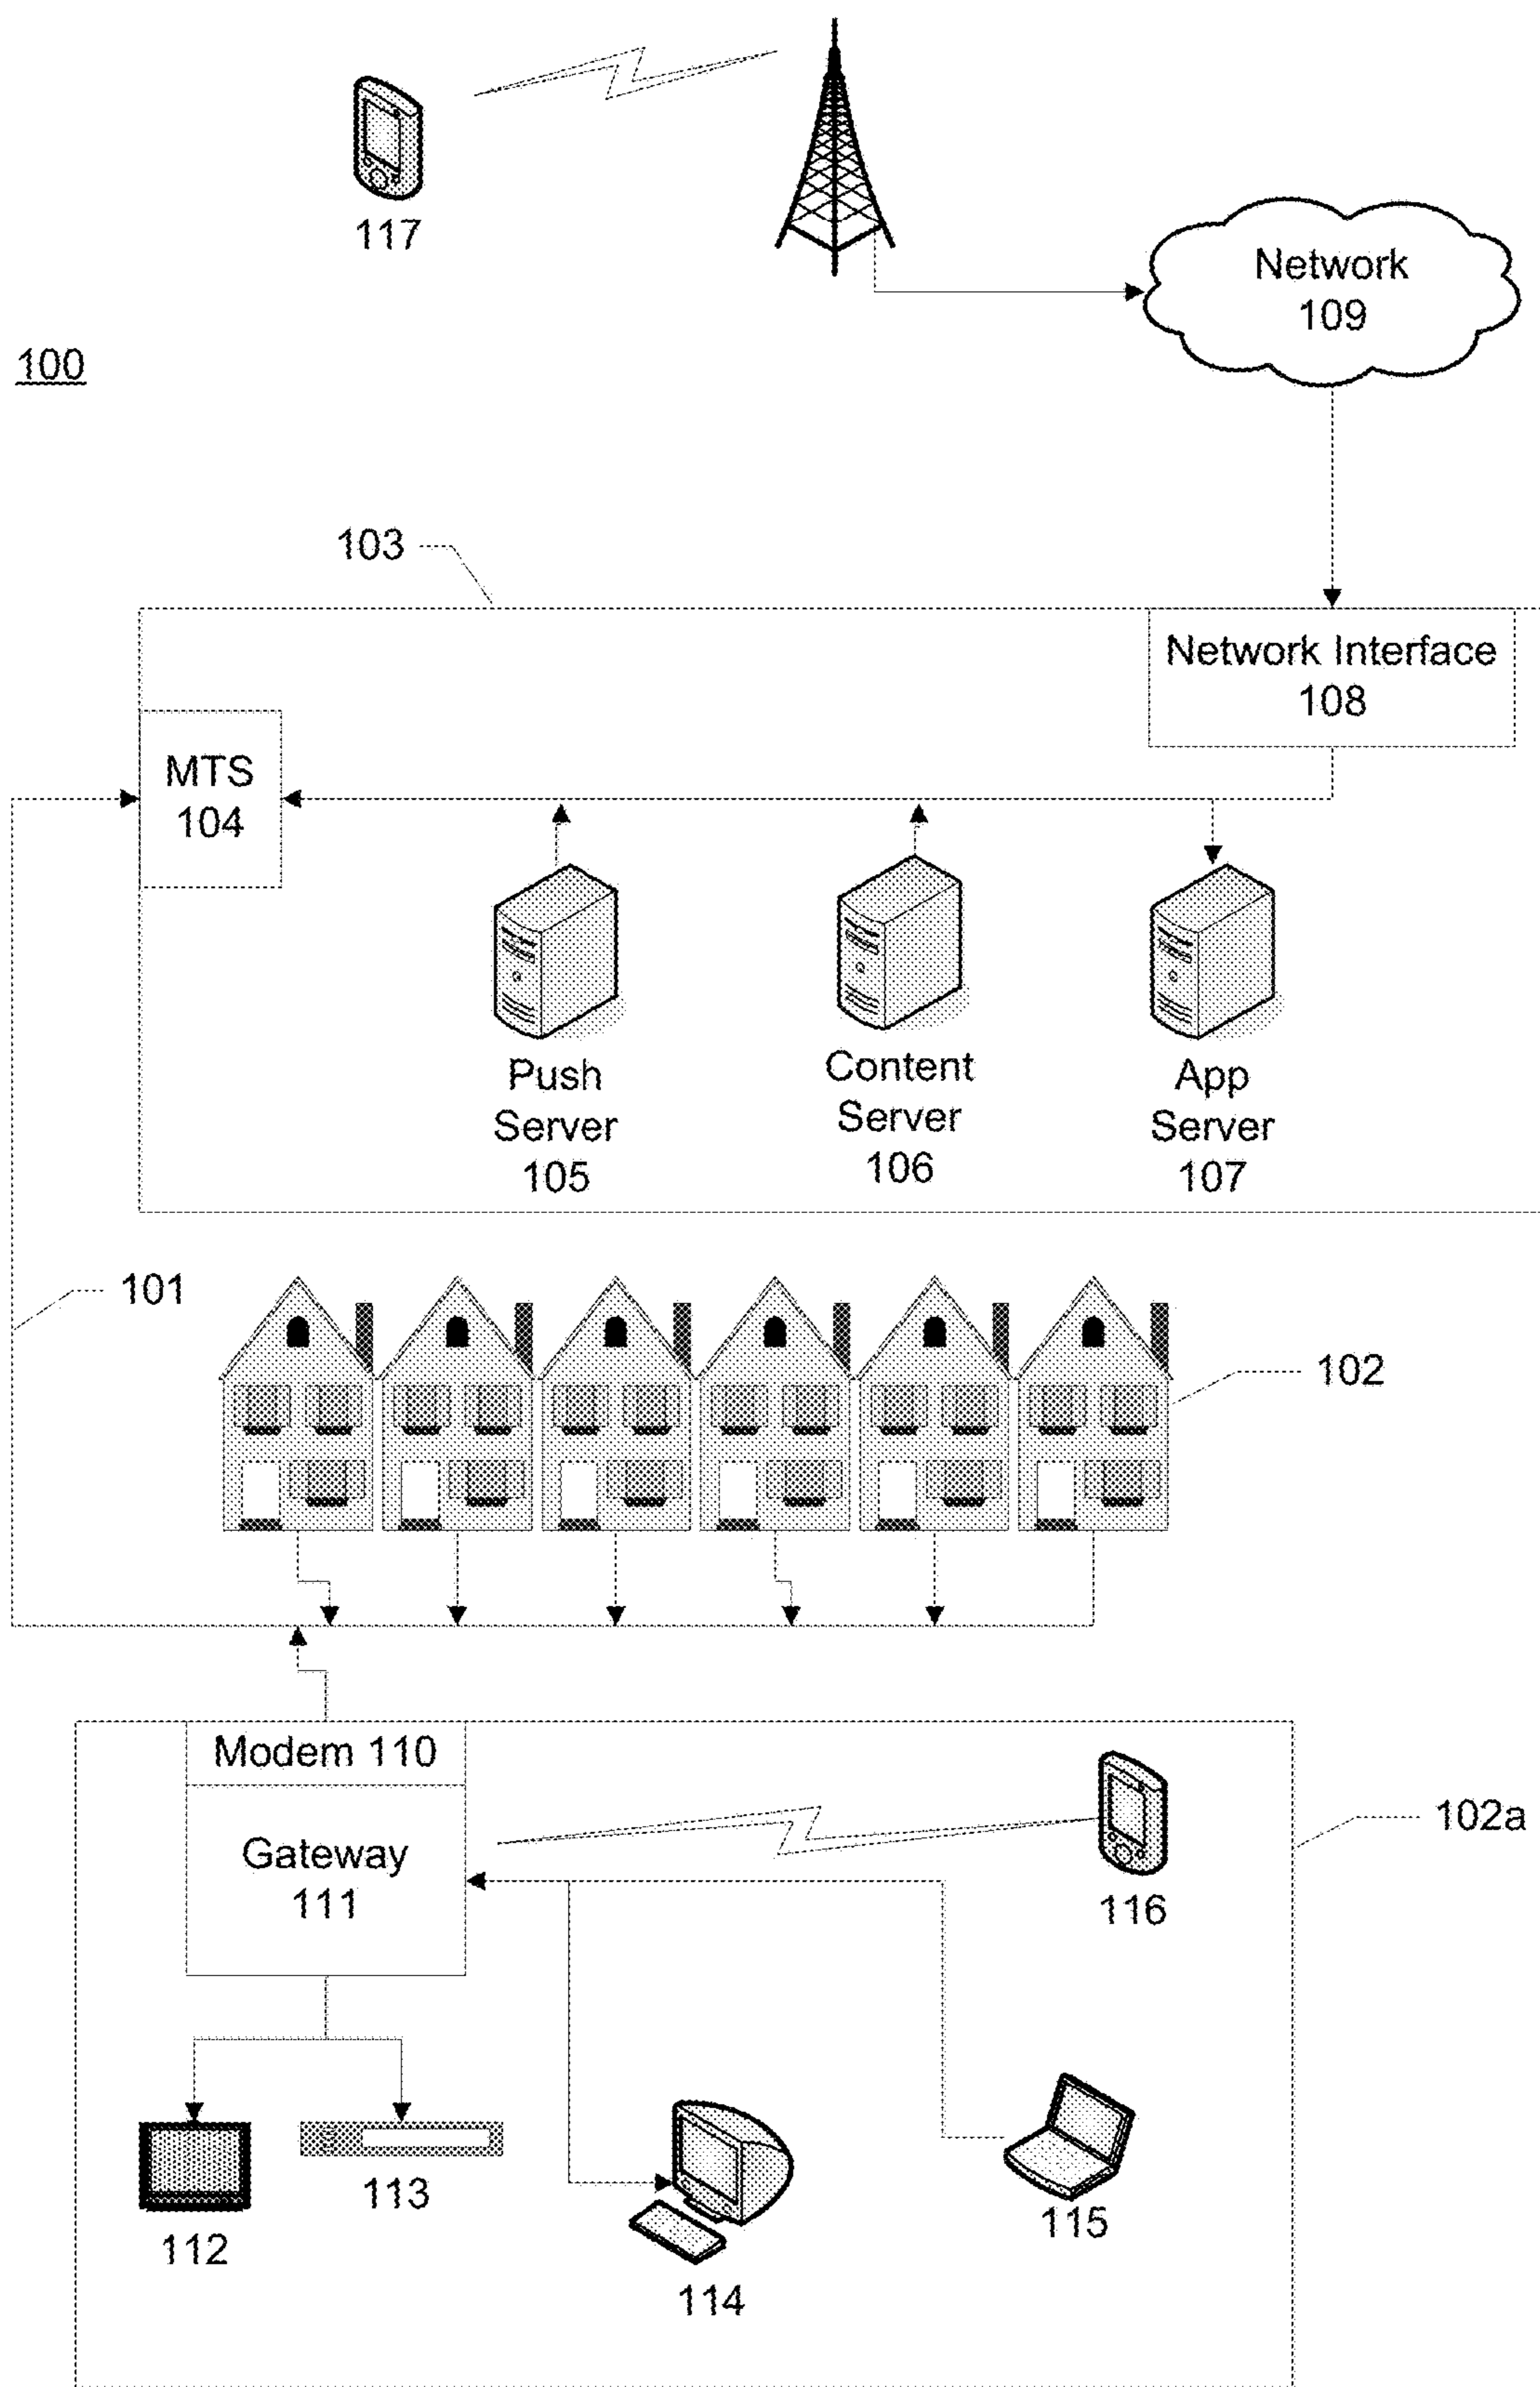 117
Network
109
100
103
Network Interface
108
MTS
104
Push
Server
105
Content
Server
106
App
Server
107
101
102
Modem 110
Gateway
111
102a
116
112
113
114
115